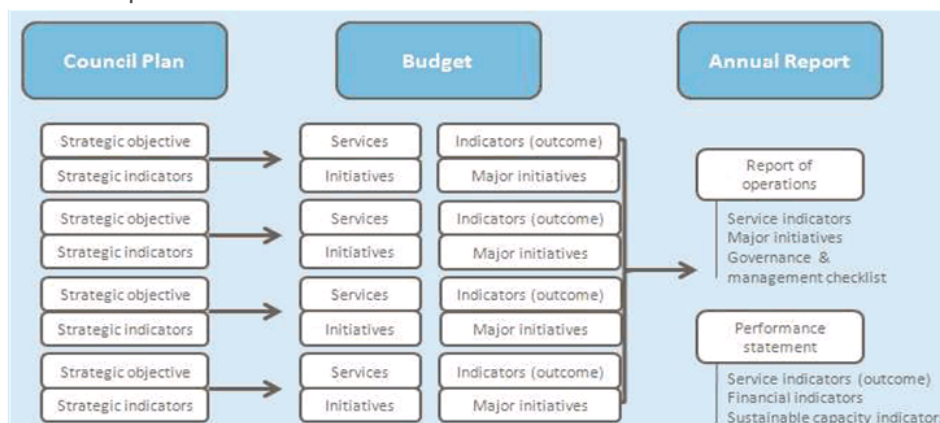 Council Plan
Budget
Annual Report
Strategic objective
Strategic indicators
Services
Initiatives
Indicators (outcome)
Major initiatives
Strategic objective
Strategic indicators
Services
Initiatives
Indicators (outcome)
Major initiatives
Strategic objective
Strategic indicators
Services
Initiatives
Indicators (outcome)
Major initiatives
Strategic objective
Strategic indicators
Services
Initiatives
Indicators (outcome)
Major initiatives
Report of
operations
Service indicators
Major initiatives
Governance &
management checklist
Performance
statement
Service indicators (outcome)
Financial indicators
Sustainable capacity indicator